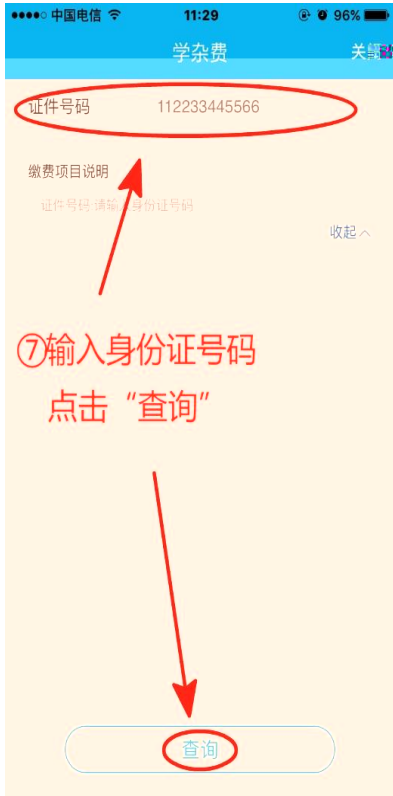 中国电信 11:29 96%
学杂费
证件号码 112233445566
缴费项目说明
证件号码:请输入身份证号码
收起
⑦输入身份证号码
点击“查询”
查询